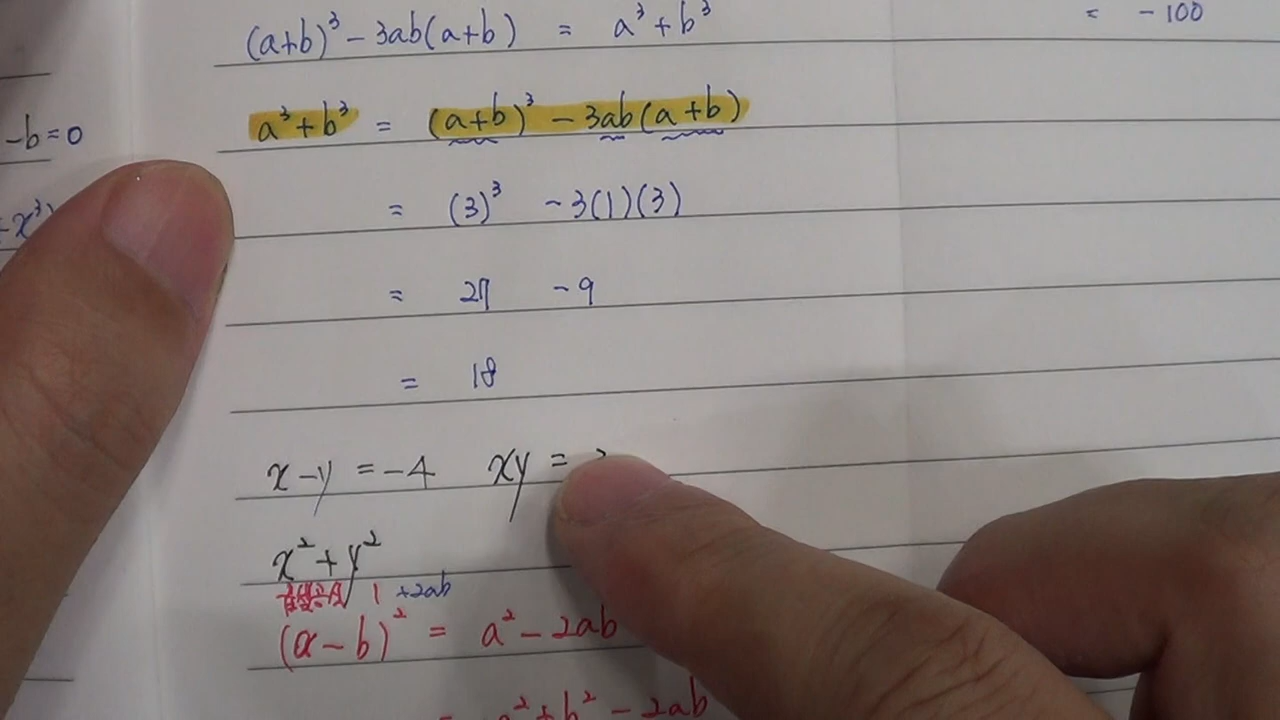 (a+b)³ - 3ab(a+b) = a³ + b³
= -100
a³ + b³ = (a+b)³ - 3ab(a+b)
-b=0
= (3)³ - 3(1)(3)
= 27 - 9
= 18
x - y = -4 xy =
x² + y²
1 +2ab
(a - b)² = a² - 2ab
a² + b² - 2ab